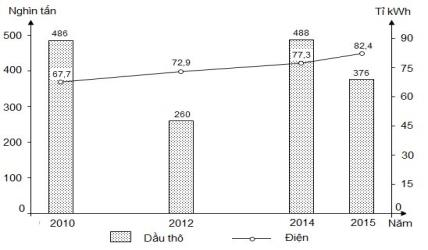 Nghìn tấn Tỉ kWh
500 486 488 90
77,3 82,4
400 67,7 72,9 376 75
300 260 60
45
200 30
100 15
0 0
2010 2012 2014 2015 Năm
Dầu thô Điện